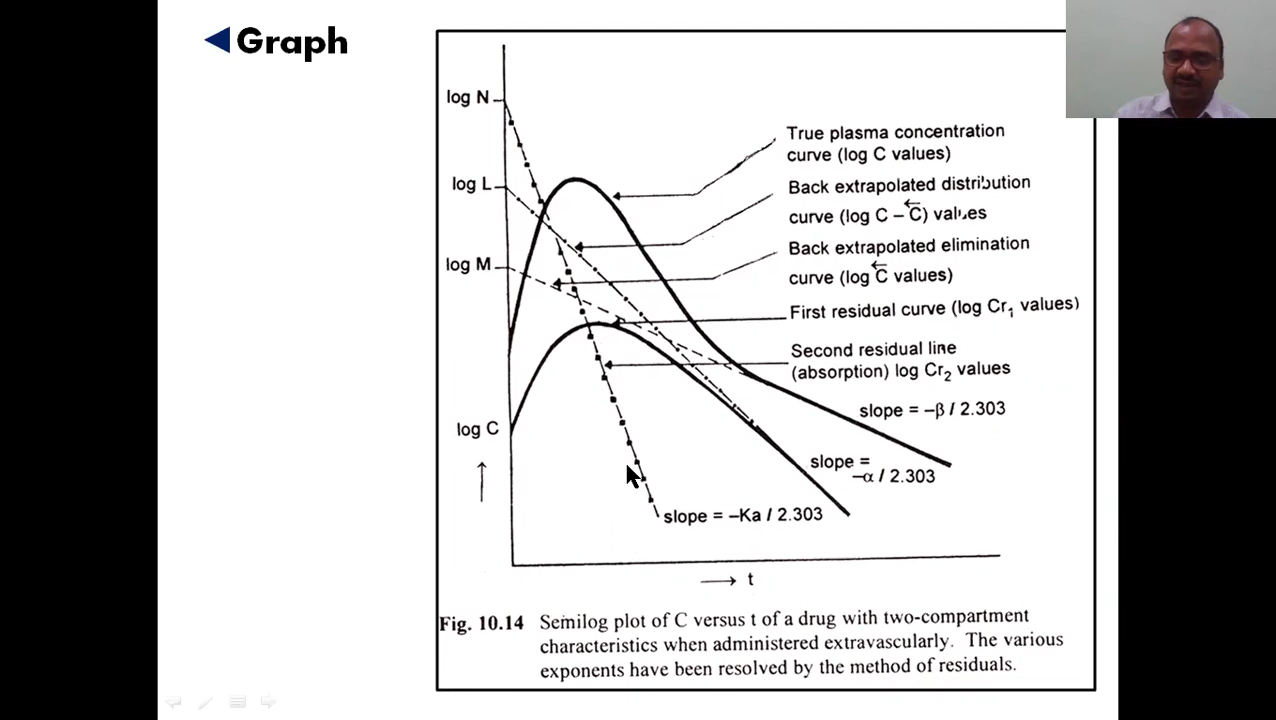 Graph
log N
log L
log M
log C
True plasma concentration
curve (log C values)
Back extrapolated distribution
curve (log C – C̅) values
Back extrapolated elimination
curve (log C̅ values)
First residual curve (log Cr₁ values)
Second residual line
(absorption) log Cr₂ values
slope = –β / 2.303
slope =
–α / 2.303
slope = –Ka / 2.303
t
Fig. 10.14 Semilog plot of C versus t of a drug with two-compartment
characteristics when administered extravascularly. The various
exponents have been resolved by the method of residuals.